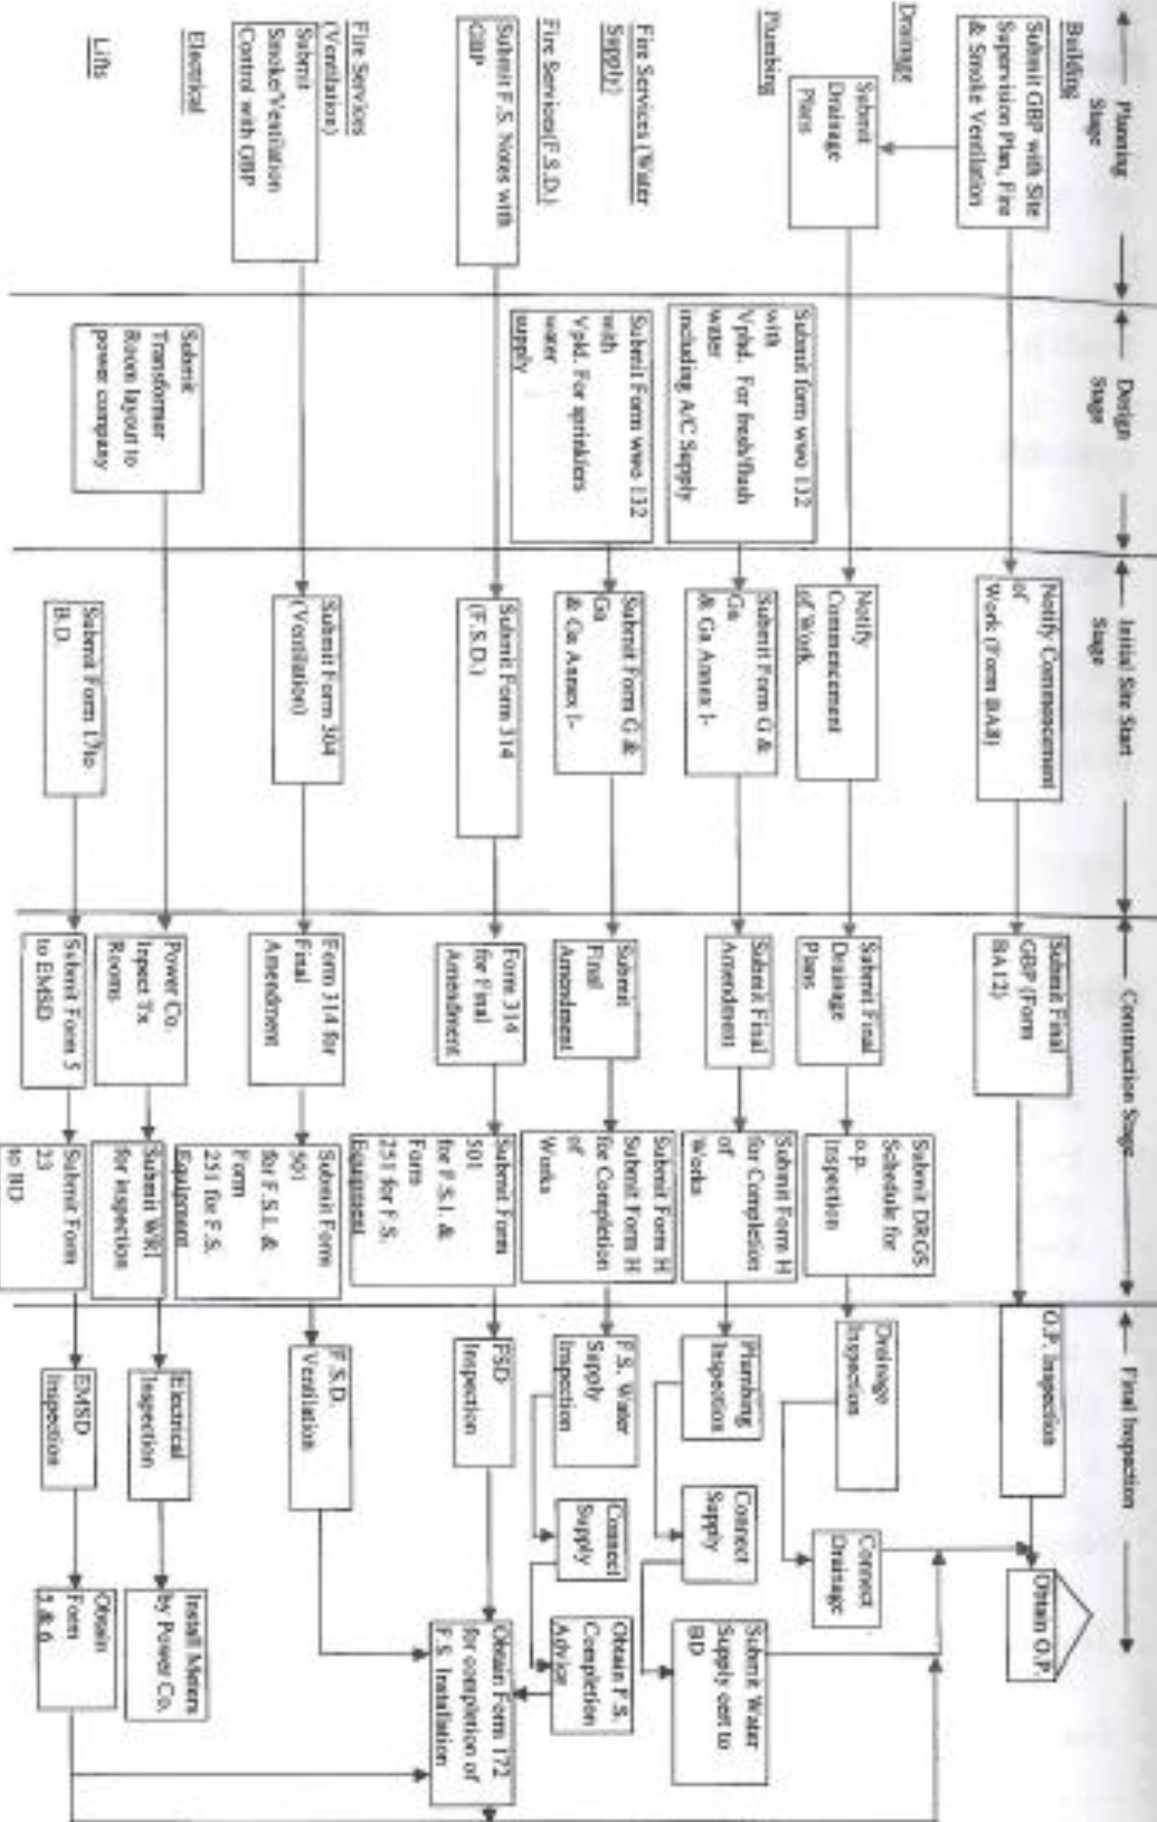 Planning
Stage
Design
Stage
Initial Site Start
Stage
Construction Stage
Final Inspection
Building
Submit GBP with Site
Supervision Plan, Fire
& Smoke Ventilation
Notify Commencement
of
Work (Form BA8)
Submit Final
GBP (Form
BA12)
O.P. Inspection
Obtain O.P.
Drainage
Submit
Drainage
Plans
Notify
Commencement
of Work
Submit Final
Drainage
Plans
Submit DRGS
Schedule for
o.p.
Inspection
Drainage
Inspection
Connect
Drainage
Plumbing
Submit form wwo 132
with
Vpld. For fresh/flush
water
including A/C Supply
Submit Form G &
Ga
& Ga Annex I-
Submit Final
Amendment
Submit Form H
for Completion
of
Works
Plumbing
Inspection
Connect
Supply
Submit Water
Supply cert to
BD
Fire Services (Water
Supply)
Submit Form wwo 132
with
Vpld. For sprinklers
water
supply
Submit Form G &
Ga
& Ga Annex I-
Submit
Final
Amendment
Submit Form H
Submit Form H
for Completion
of
Works
F.S. Water
Supply
Inspection
Connect
Supply
Obtain F.S.
Completion
Advice
Fire Services(F.S.D.)
Submit F.S. Notes with
GBP
Submit Form 314
(F.S.D.)
Form 314
for Final
Amendment
Submit Form
501
for F.S.I. &
Form
251 for F.S.
Equipment
FSD
Inspection
Obtain Form 172
for completion of
F.S. Installation
Fire Services
(Ventilation)
Submit
Smoke/Ventilation
Control with GBP
Submit Form 304
(Ventilation)
Form 314 for
Final
Amendment
Submit Form
501
for F.S.I. &
Form
251 for F.S.
Equipment
F.S.D.
Ventilation
Electrical
Submit
Transformer
Room layout to
power company
Power Co.
Inpect Tx
Rooms
Submit WR1
for inspection
Electrical
Inspection
Install Meters
by Power Co.
Lifts
Submit Form L7to
B.D.
Submit Form 5
to EMSD
Submit Form
23
to BD
EMSD
Inspection
Obtain
Form
5 & 6